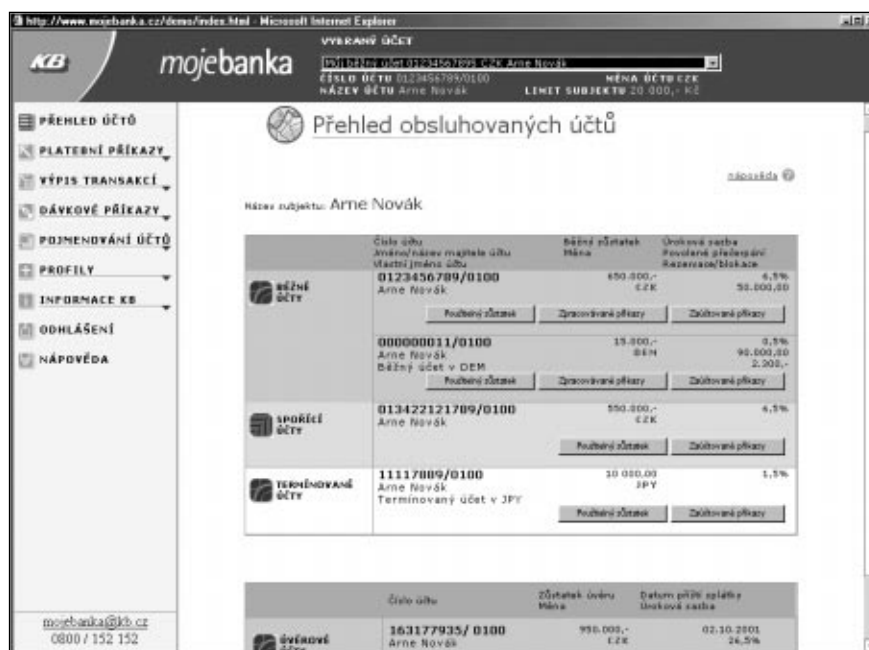 http://www.mojebanka.cz/demo/index.html - Microsoft Internet Explorer
KB
mojebanka
VYBRANÝ ÚČET
Můj běžný účet 01234567895 CZK Arne Novák
ČÍSLO ÚČTU 0123456789/0100 MĚNA ÚČTU CZK
NÁZEV ÚČTU Arne Novák LIMIT SUBJEKTU 20 000,- Kč
PŘEHLED ÚČTŮ
PLATEBNÍ PŘÍKAZY
VÝPIS TRANSAKCÍ
DÁVKOVÉ PŘÍKAZY
POJMENOVÁNÍ ÚČTŮ
PROFILY
INFORMACE KB
ODHLÁŠENÍ
NÁPOVĚDA
mojebanka@kb.cz
0800 / 152 152
Přehled obsluhovaných účtů
nápověda
Název subjektu: Arne Novák
Číslo účtu Běžný zůstatek Úroková sazba
Jméno/název majitele účtu Měna Povolené přečerpání
Vlastní jméno účtu Rezervace/blokace
BĚŽNÉ ÚČTY
0123456789/0100 650.000,- 6,5%
Arne Novák CZK 50.000,00
Použitelný zůstatek Zpracovávané příkazy Zaúčtované příkazy
000000011/0100 15.000,- 0,5%
Arne Novák DEM 90.000,00
Běžný účet v DEM 2.300,-
Použitelný zůstatek Zpracovávané příkazy Zaúčtované příkazy
SPOŘÍCÍ ÚČTY
013422121789/0100 550.000,- 6,5%
Arne Novák CZK
Použitelný zůstatek Zaúčtované příkazy
TERMÍNOVANÉ ÚČTY
11117889/0100 10 000,00 1,5%
Arne Novák JPY
Termínovaný účet v JPY
Použitelný zůstatek Zaúčtované příkazy
Číslo účtu Zůstatek úvěru Datum příští splátky
Měna Úroková sazba
ÚVĚROVÉ ÚČTY
163177935/ 0100 950.000,- 02.10.2001
Arne Novák CZK 26,5%